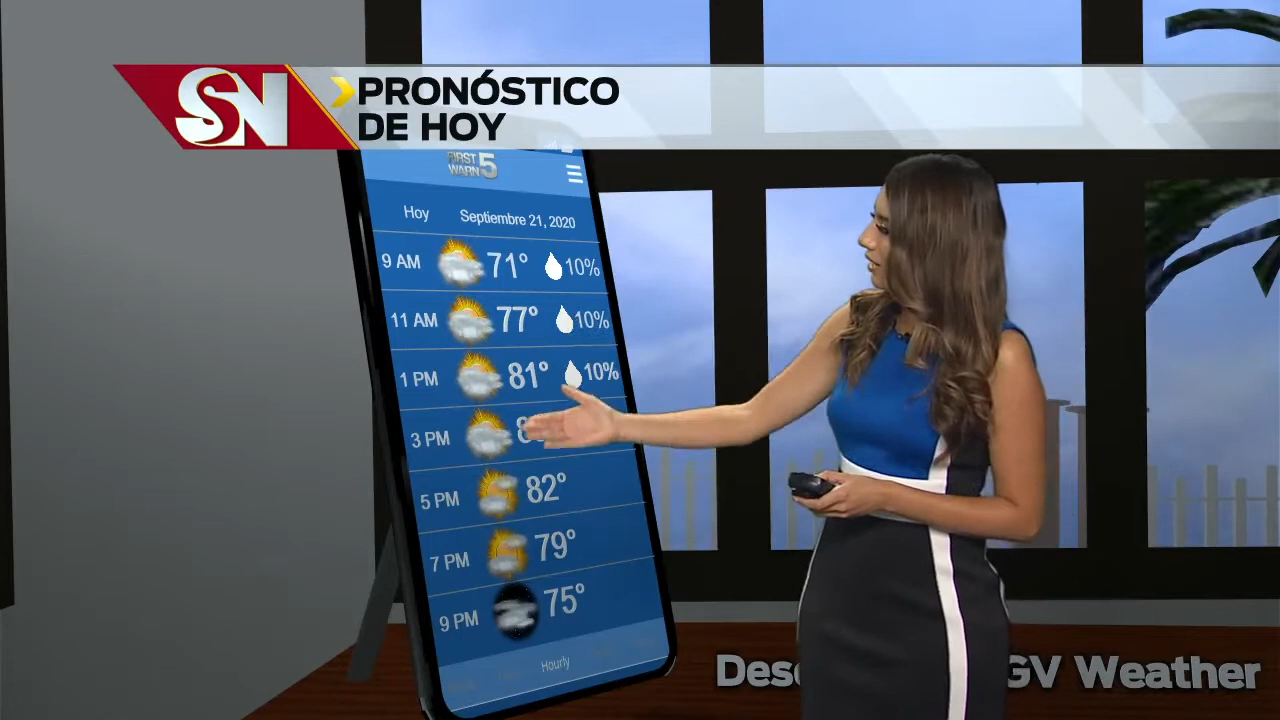 SN
PRONÓSTICO
DE HOY
FIRST
WARN 5
Hoy Septiembre 21, 2020
9 AM 71° 10%
11 AM 77° 10%
1 PM 81° 10%
3 PM
5 PM 82°
7 PM 79°
9 PM 75°
Hourly
GV Weather